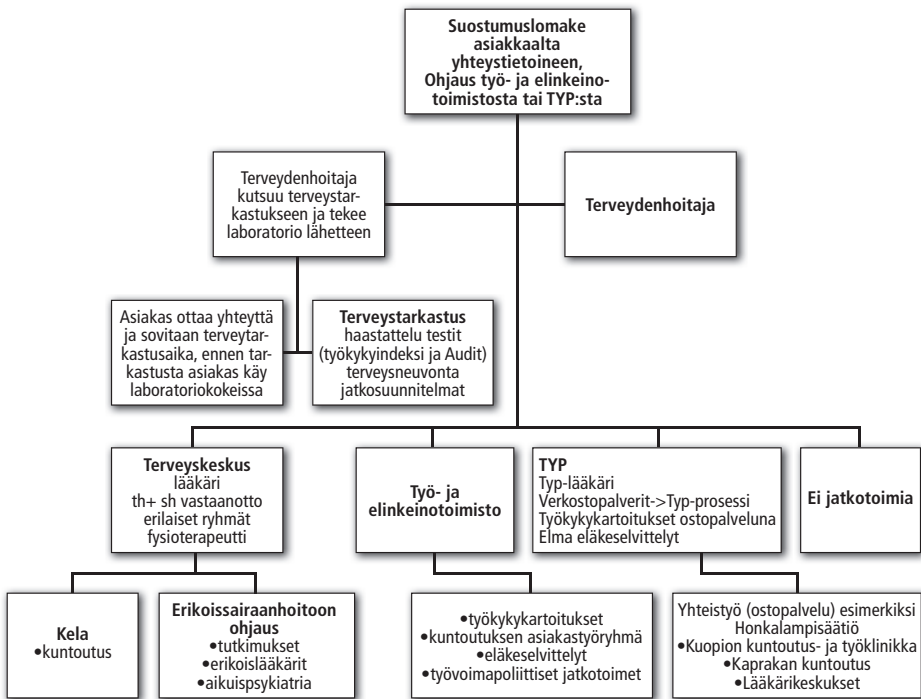 Suostumuslomake
asiakkaalta
yhteystietoineen,
Ohjaus työ- ja elinkeino-
toimistosta tai TYP:sta
Terveydenhoitaja
kutsuu terveystar-
kastukseen ja tekee
laboratorio lähetteen
Terveydenhoitaja
Asiakas ottaa yhteyttä
ja sovitaan terveytar-
kastusaika, ennen tar-
kastusta asiakas käy
laboratoriokokeissa
Terveystarkastus
haastattelu testit
(työkykyindeksi ja Audit)
terveysneuvonta
jatkosuunnitelmat
Terveyskeskus
lääkäri
th+ sh vastaanotto
erilaiset ryhmät
fysioterapeutti
Työ- ja
elinkeinotoimisto
TYP
Typ-lääkäri
Verkostopalverit->Typ-prosessi
Työkykykartoitukset ostopalveluna
Elma eläkeselvittelyt
Ei jatkotoimia
Kela
•kuntoutus
Erikoissairaanhoitoon
ohjaus
•tutkimukset
•erikoislääkärit
•aikuispsykiatria
•työkykykartoitukset
•kuntoutuksen asiakastyöryhmä
•eläkeselvittelyt
•työvoimapoliittiset jatkotoimet
Yhteistyö (ostopalvelu) esimerkiksi
Honkalampisäätiö
•Kuopion kuntoutus- ja työklinikka
•Kaprakan kuntoutus
•Lääkärikeskukset